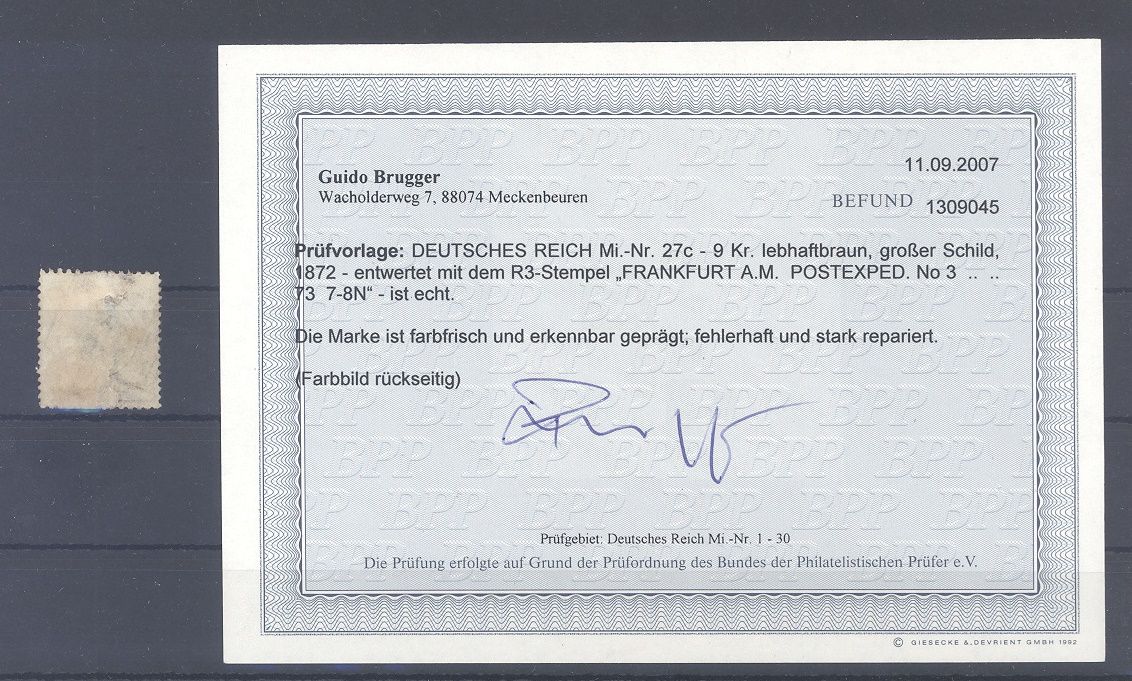 11.09.2007
Guido Brugger
Wacholderweg 7, 88074 Meckenbeuren
BEFUND 1309045
Prüfvorlage: DEUTSCHES REICH Mi.-Nr. 27c - 9 Kr. lebhaftbraun, großer Schild,
1872 - entwertet mit dem R3-Stempel „FRANKFURT A.M. POSTEXPED. No 3 .. ..
73 7-8N“ - ist echt.
Die Marke ist farbfrisch und erkennbar geprägt; fehlerhaft und stark repariert.
(Farbbild rückseitig)
Prüfgebiet: Deutsches Reich Mi.-Nr. 1 - 30
Die Prüfung erfolgte auf Grund der Prüfordnung des Bundes der Philatelistischen Prüfer e.V.
© GIESECKE & DEVRIENT GMBH 1992